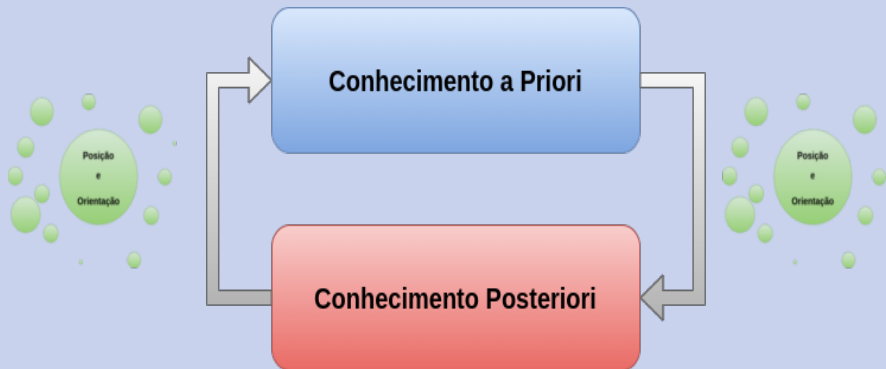 Conhecimento a Priori
Posição
e
Orientação
Posição
e
Orientação
Conhecimento Posteriori